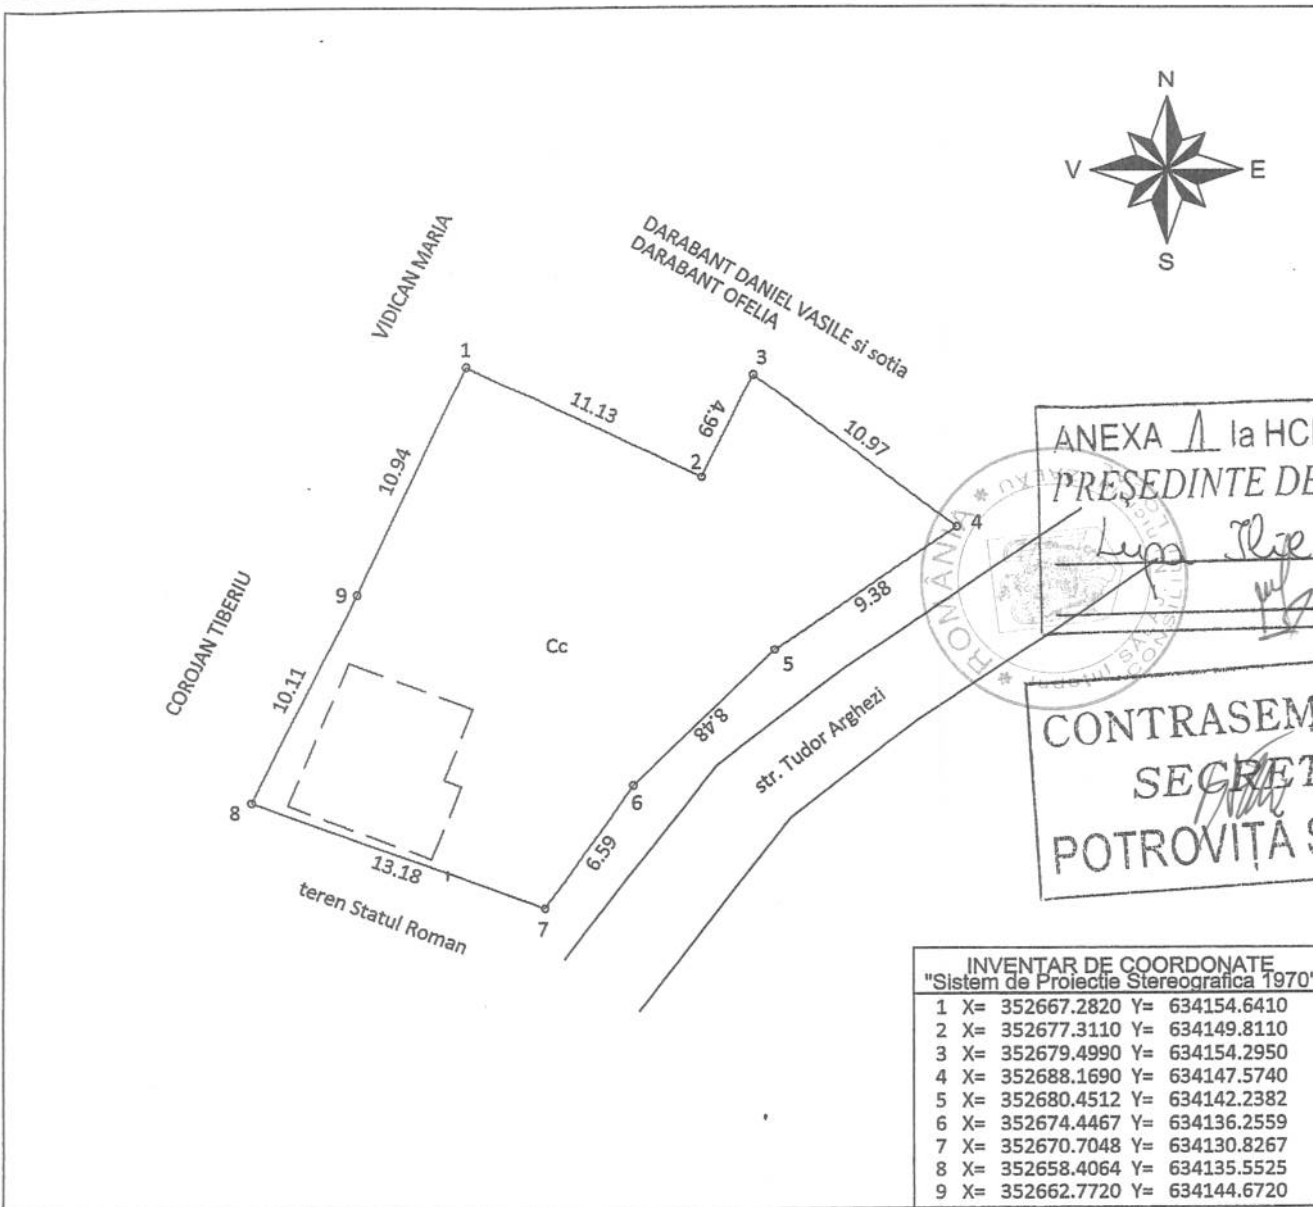 N
V E
S
VIDICAN MARIA
DARABANT DANIEL VASILE si sotia
DARABANT OFELIA
1
3
11.13
4.99
10.97
2
10.94
4
ANEXA 1 la HC
PREȘEDINTE DE
Lupa Ilie
ROMÂNIA
9
9.38
COROJAN TIBERIU
Cc
5
10.11
8.48
str. Tudor Arghezi
CONTRASEM
SECRET
POTROVIȚĂ S
6
8
6.59
13.18
teren Statul Roman
7
INVENTAR DE COORDONATE
"Sistem de Proiectie Stereografica 1970"
1 X= 352667.2820 Y= 634154.6410
2 X= 352677.3110 Y= 634149.8110
3 X= 352679.4990 Y= 634154.2950
4 X= 352688.1690 Y= 634147.5740
5 X= 352680.4512 Y= 634142.2382
6 X= 352674.4467 Y= 634136.2559
7 X= 352670.7048 Y= 634130.8267
8 X= 352658.4064 Y= 634135.5525
9 X= 352662.7720 Y= 634144.6720